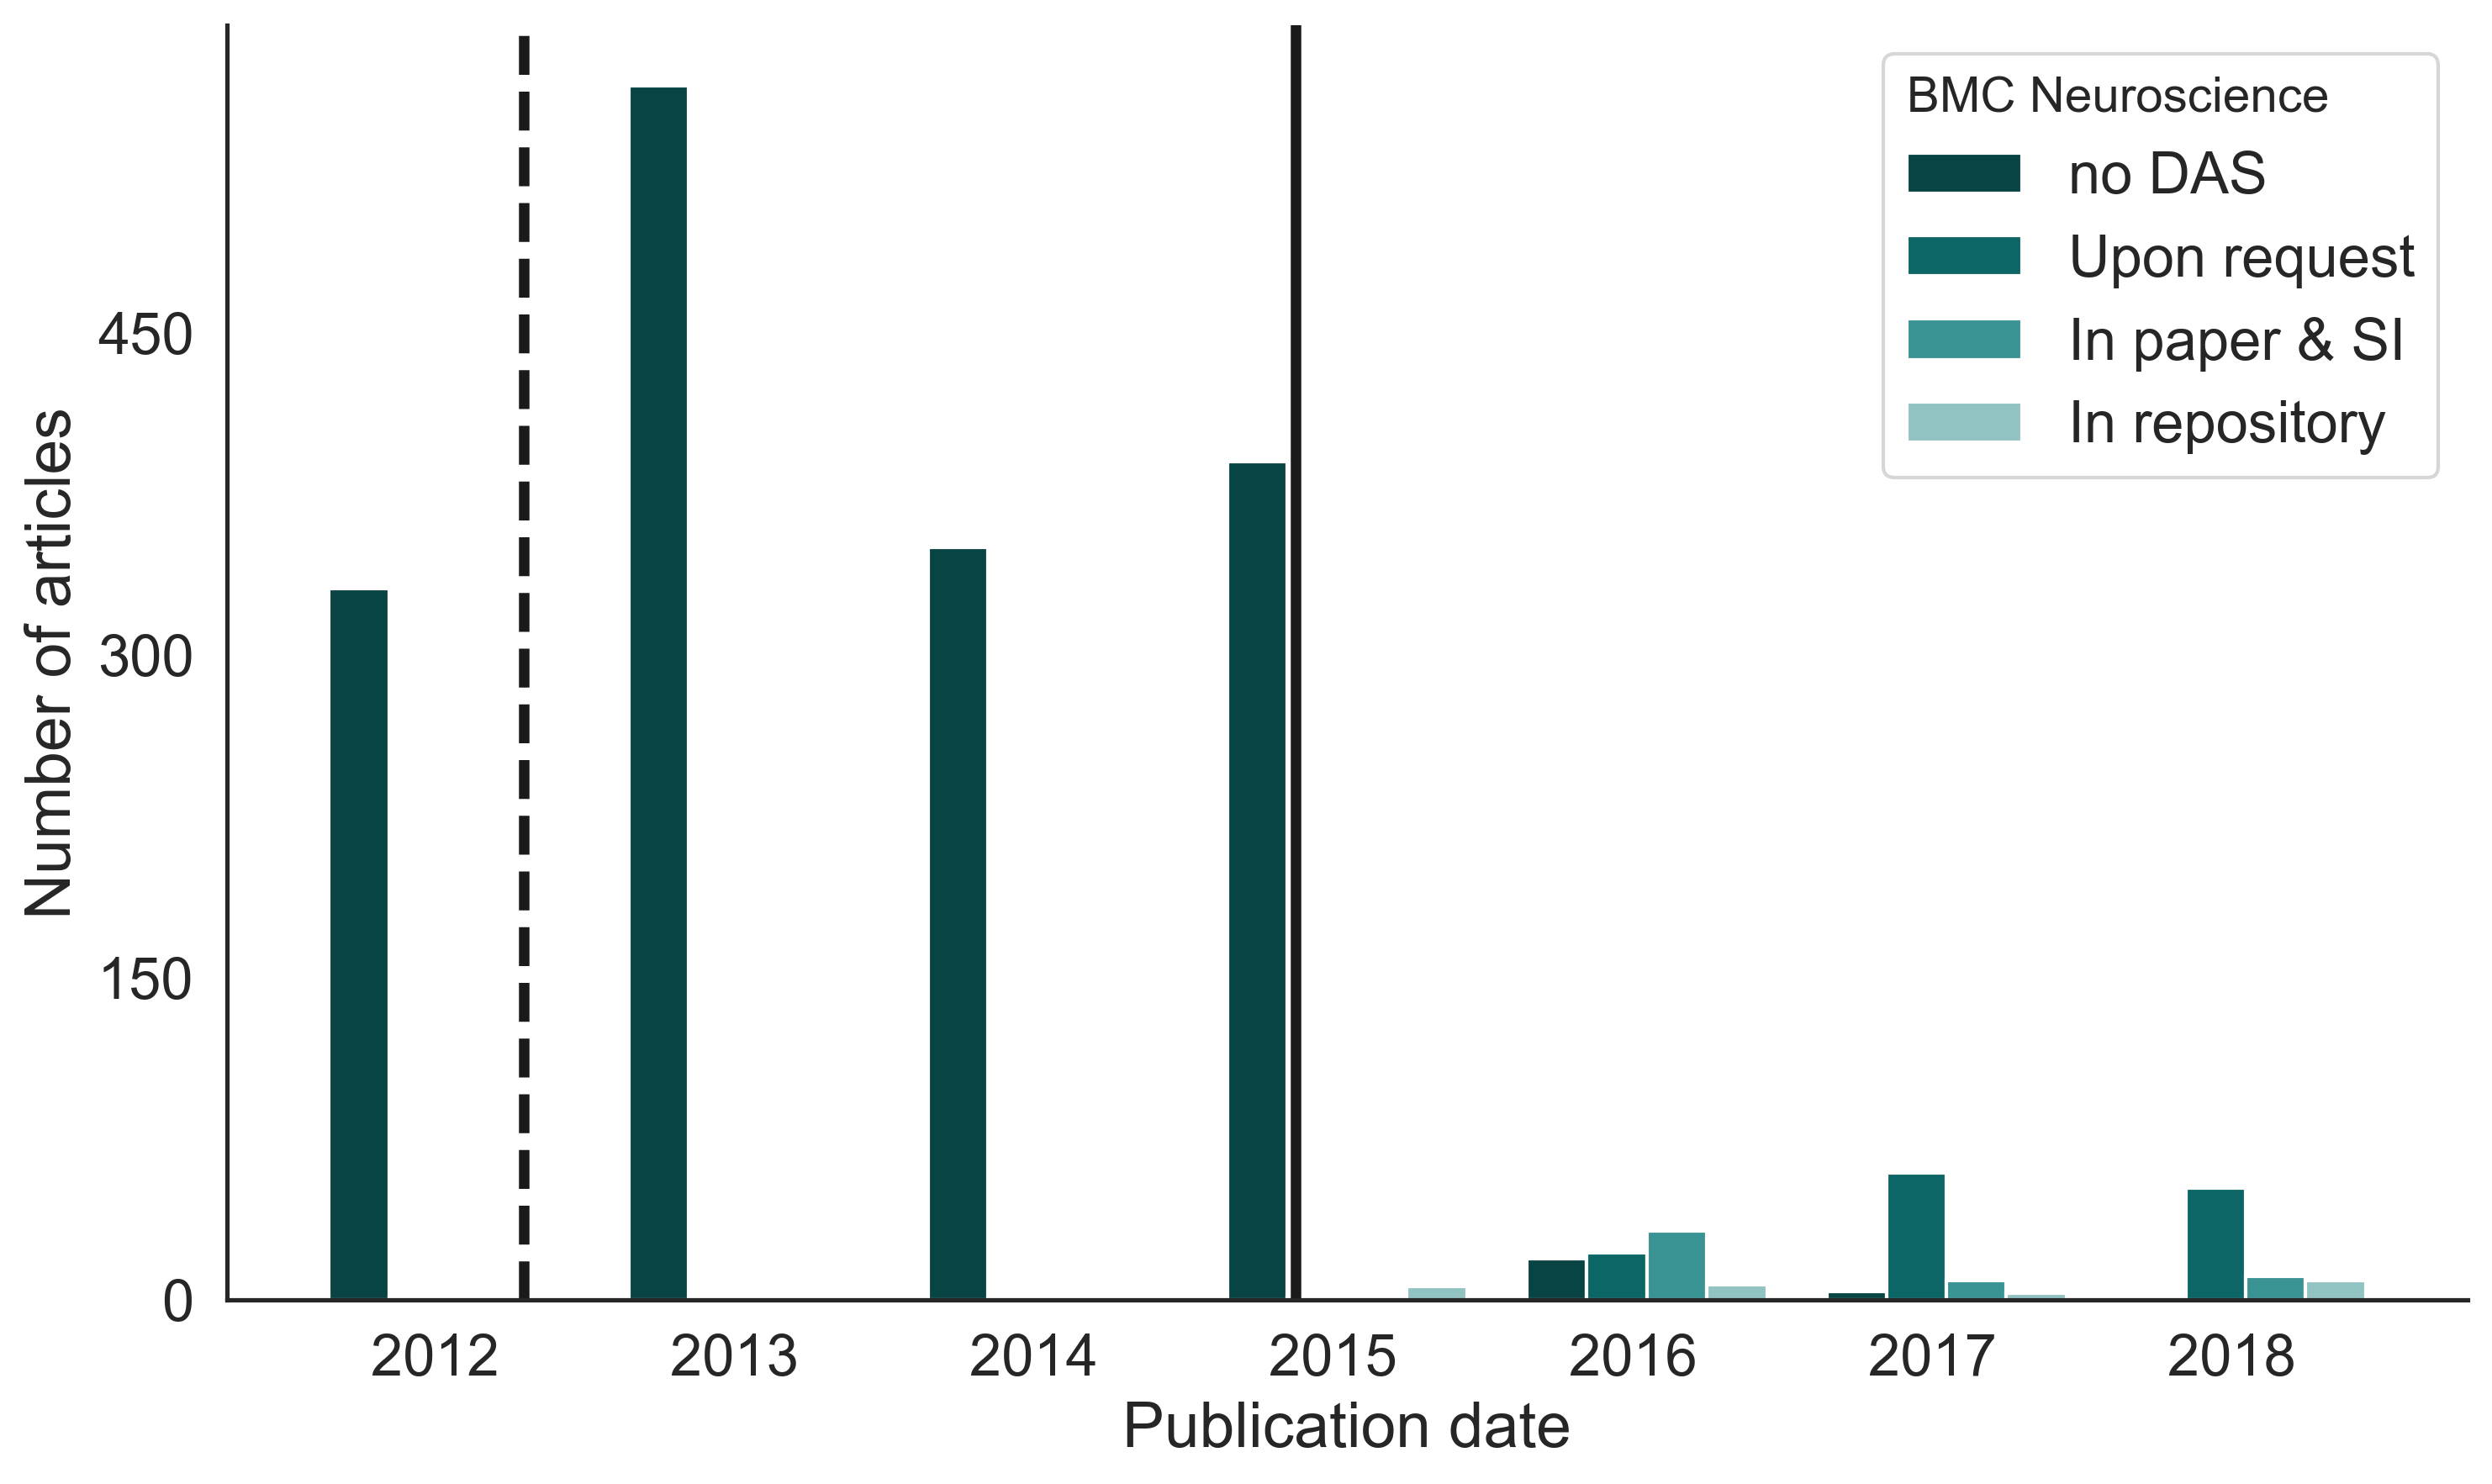 BMC Neuroscience
no DAS
Upon request
In paper & SI
In repository
Number of articles
450
300
150
0
2012 2013 2014 2015 2016 2017 2018
Publication date